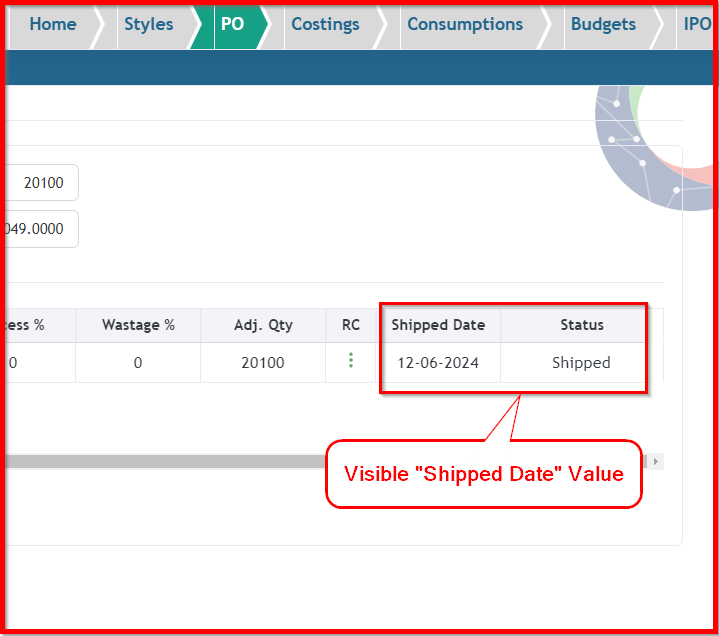 Home Styles PO Costings Consumptions Budgets IPO
20100
049.0000
cess % Wastage % Adj. Qty RC Shipped Date Status
0 0 20100 12-06-2024 Shipped
Visible "Shipped Date" Value